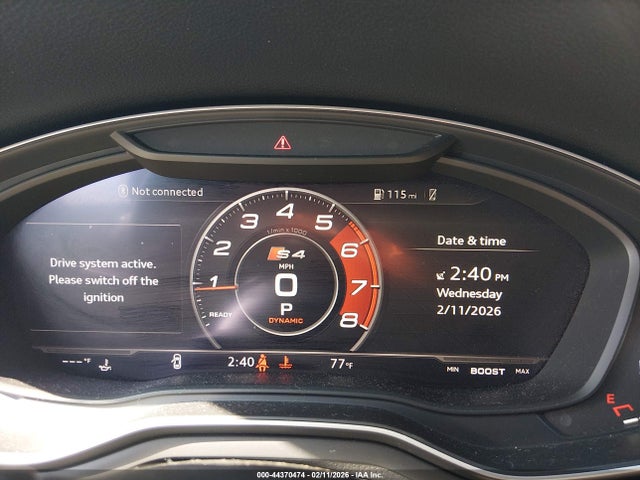 Not connected
115 mi
Drive system active.
Please switch off the
ignition
1
2
3
4
5
6
7
8
1/min x 1000
S4
MPH
0
P
DYNAMIC
READY
Date & time
2:40 PM
Wednesday
2/11/2026
---°F
2:40
77°F
MIN BOOST MAX
E
000-44370474 - 02/11/2026 - IAA Inc.